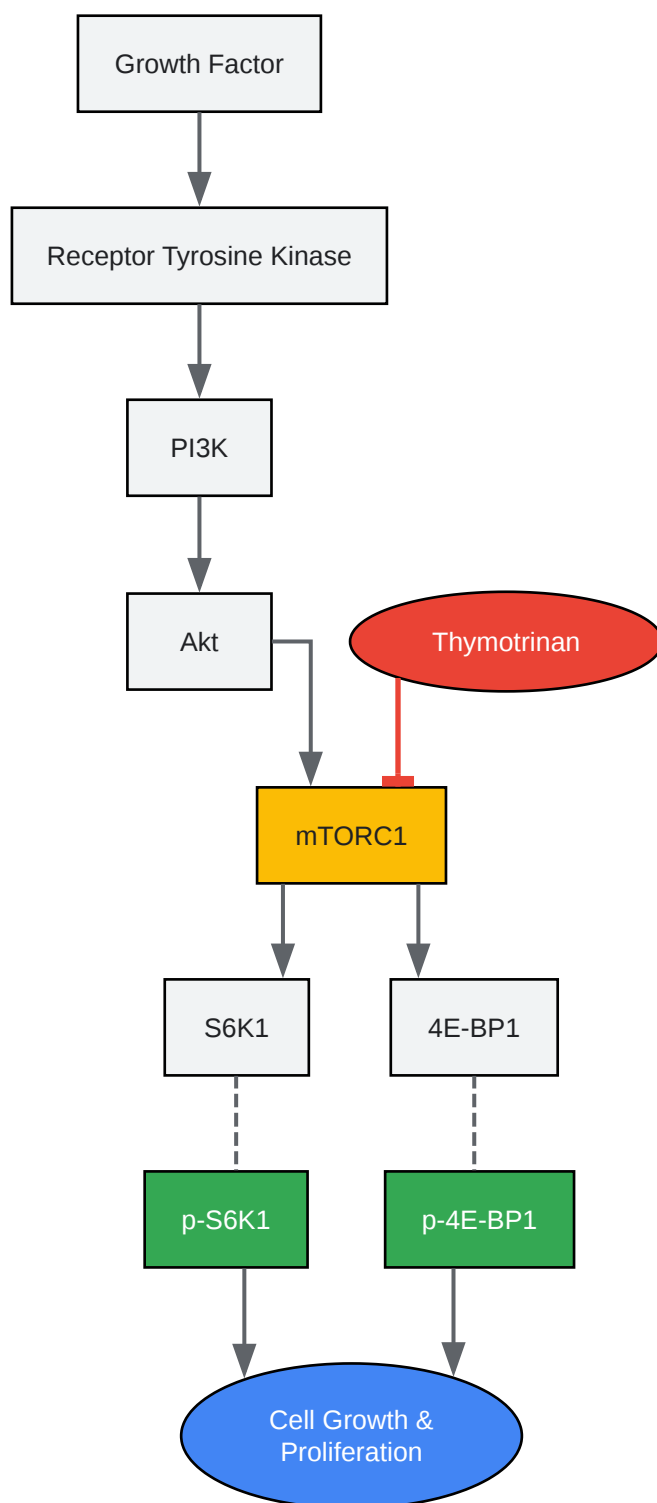 Growth Factor
Receptor Tyrosine Kinase
PI3K
Akt
Thymotrinan
mTORC1
S6K1
4E-BP1
p-S6K1
p-4E-BP1
Cell Growth &
Proliferation